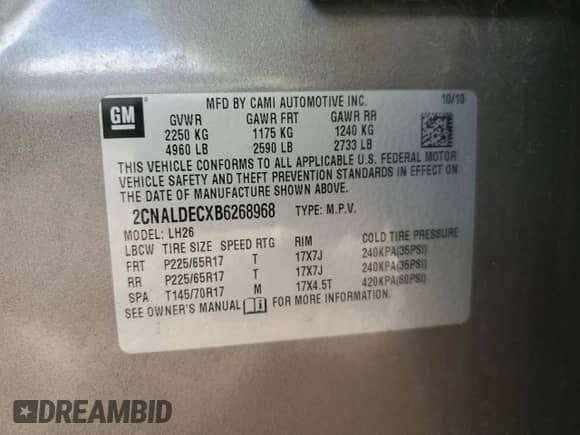 GM
MFD BY CAMI AUTOMOTIVE INC. 10/10
GVWR GAWR FRT GAWR RR
2250 KG 1175 KG 1240 KG
4960 LB 2590 LB 2733 LB
THIS VEHICLE CONFORMS TO ALL APPLICABLE U.S. FEDERAL MOTOR
VEHICLE SAFETY AND THEFT PREVENTION STANDARDS IN EFFECT ON
THE DATE OF MANUFACTURE SHOWN ABOVE.
2CNALDECXB6268968 TYPE: M.P.V.
MODEL: LH26
LBCW TIRE SIZE SPEED RTG RIM COLD TIRE PRESSURE
FRT P225/65R17 T 17X7J 240KPA(35PSI)
RR P225/65R17 T 17X7J 240KPA(35PSI)
SPA T145/70R17 M 17X4.5T 420KPA(60PSI)
SEE OWNER'S MANUAL FOR MORE INFORMATION.
DREAMBID